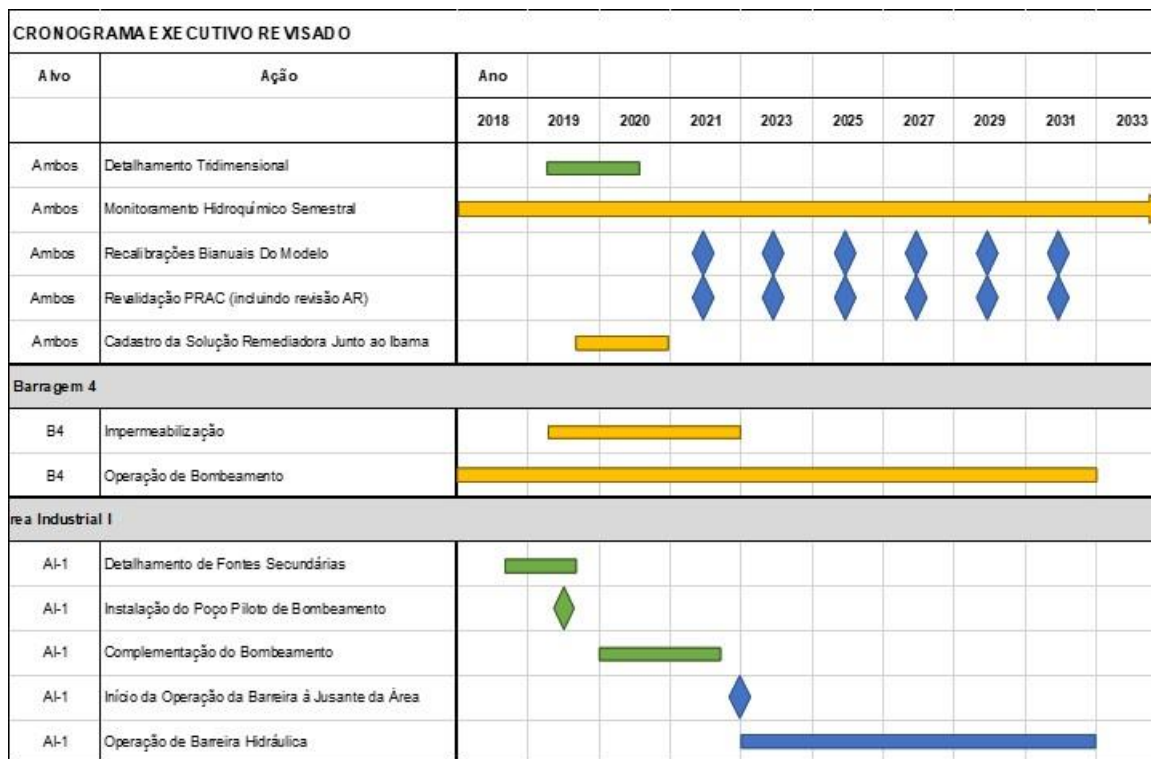 CRONOGRAMA EXECUTIVO REVISADO
Alvo Ação Ano
2018 2019 2020 2021 2023 2025 2027 2029 2031 2033
Ambos Detalhamento Tridimensional
Ambos Monitoramento Hidroquímico Semestral
Ambos Recalibrações Bianuais Do Modelo
Ambos Revalidação PRAC (incluindo revisão AR)
Ambos Cadastro da Solução Remediadora Junto ao Ibama
Barragem 4
B4 Impermeabilização
B4 Operação de Bombeamento
rea Industrial I
AI-1 Detalhamento de Fontes Secundárias
AI-1 Instalação do Poço Piloto de Bombeamento
AI-1 Complementação do Bombeamento
AI-1 Início da Operação da Barreira à Jusante da Área
AI-1 Operação de Barreira Hidráulica